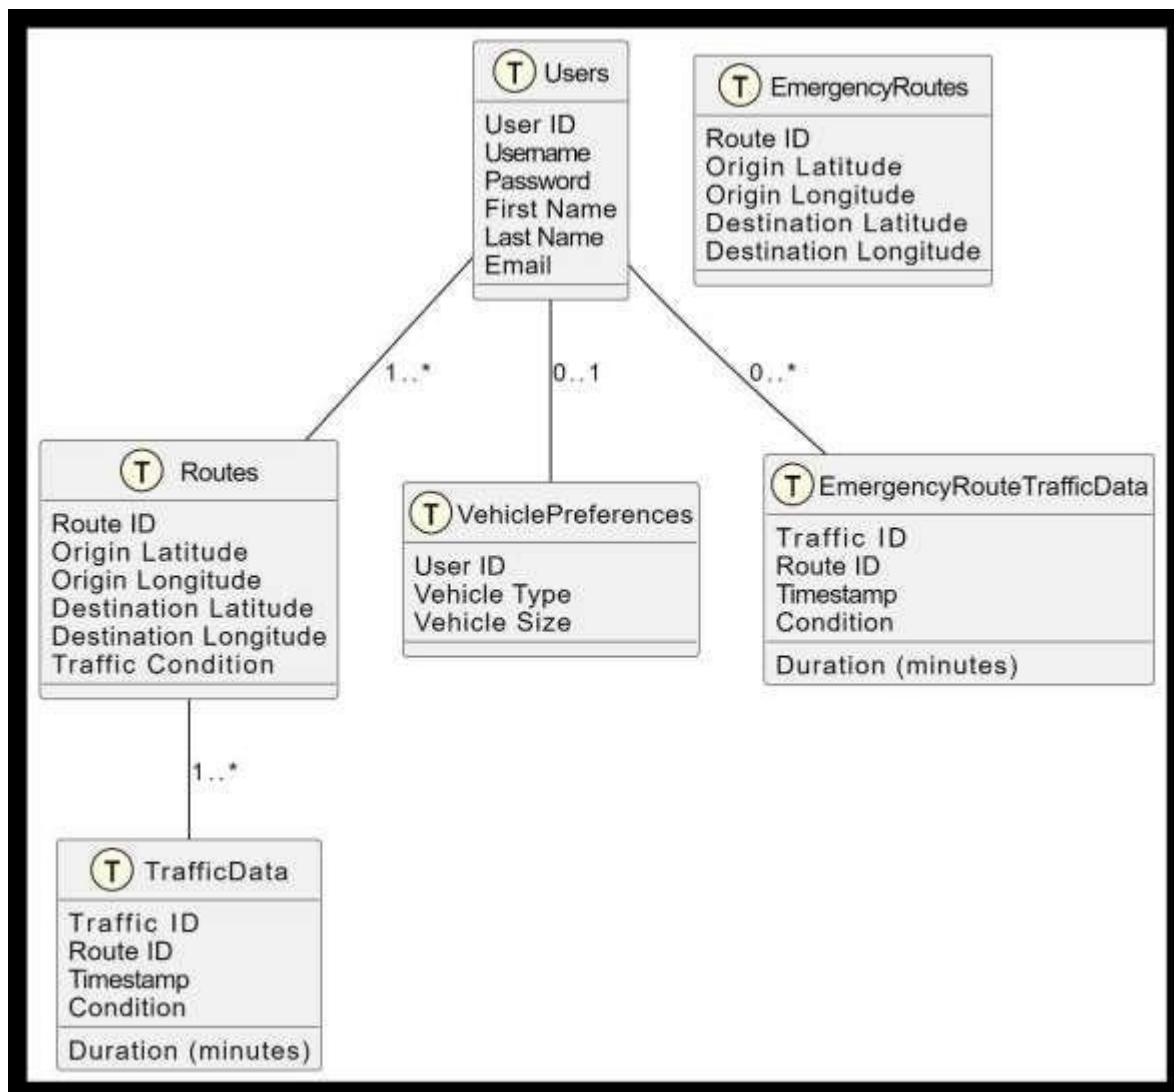 T Users
User ID
Username
Password
First Name
Last Name
Email
T EmergencyRoutes
Route ID
Origin Latitude
Origin Longitude
Destination Latitude
Destination Longitude
1..*
0..1
0..*
T Routes
Route ID
Origin Latitude
Origin Longitude
Destination Latitude
Destination Longitude
Traffic Condition
T VehiclePreferences
User ID
Vehicle Type
Vehicle Size
T EmergencyRouteTrafficData
Traffic ID
Route ID
Timestamp
Condition
Duration (minutes)
1..*
T TrafficData
Traffic ID
Route ID
Timestamp
Condition
Duration (minutes)